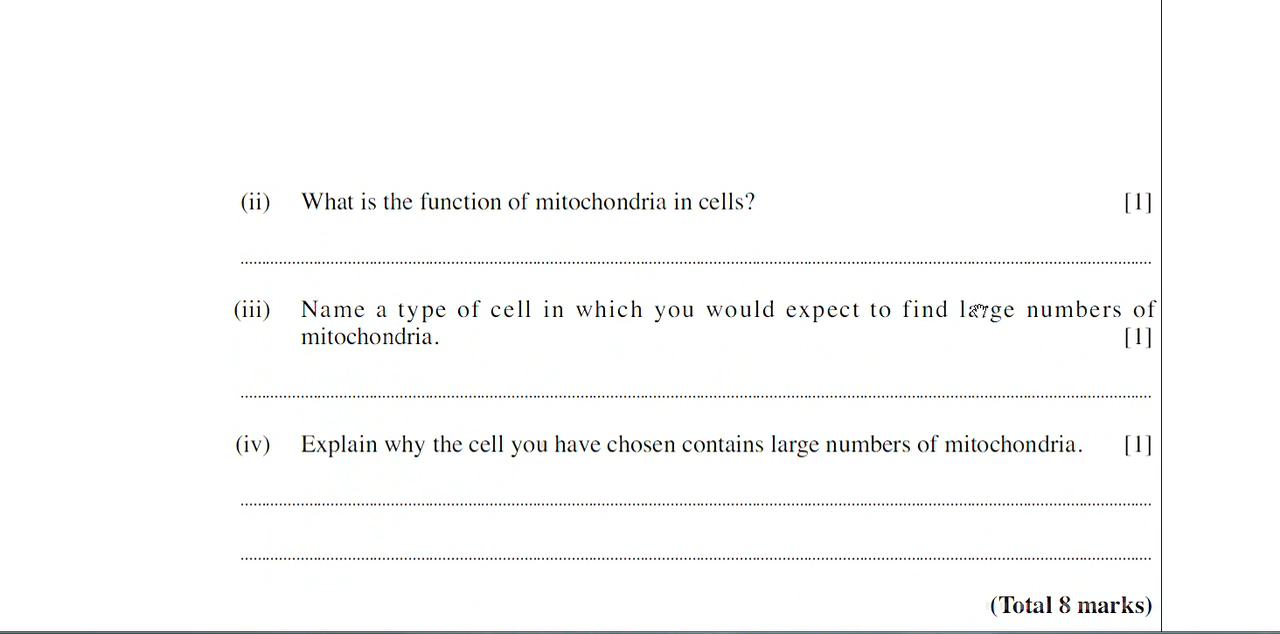 (ii) What is the function of mitochondria in cells? [1]
(iii) Name a type of cell in which you would expect to find large numbers of
mitochondria. [1]
(iv) Explain why the cell you have chosen contains large numbers of mitochondria. [1]
(Total 8 marks)